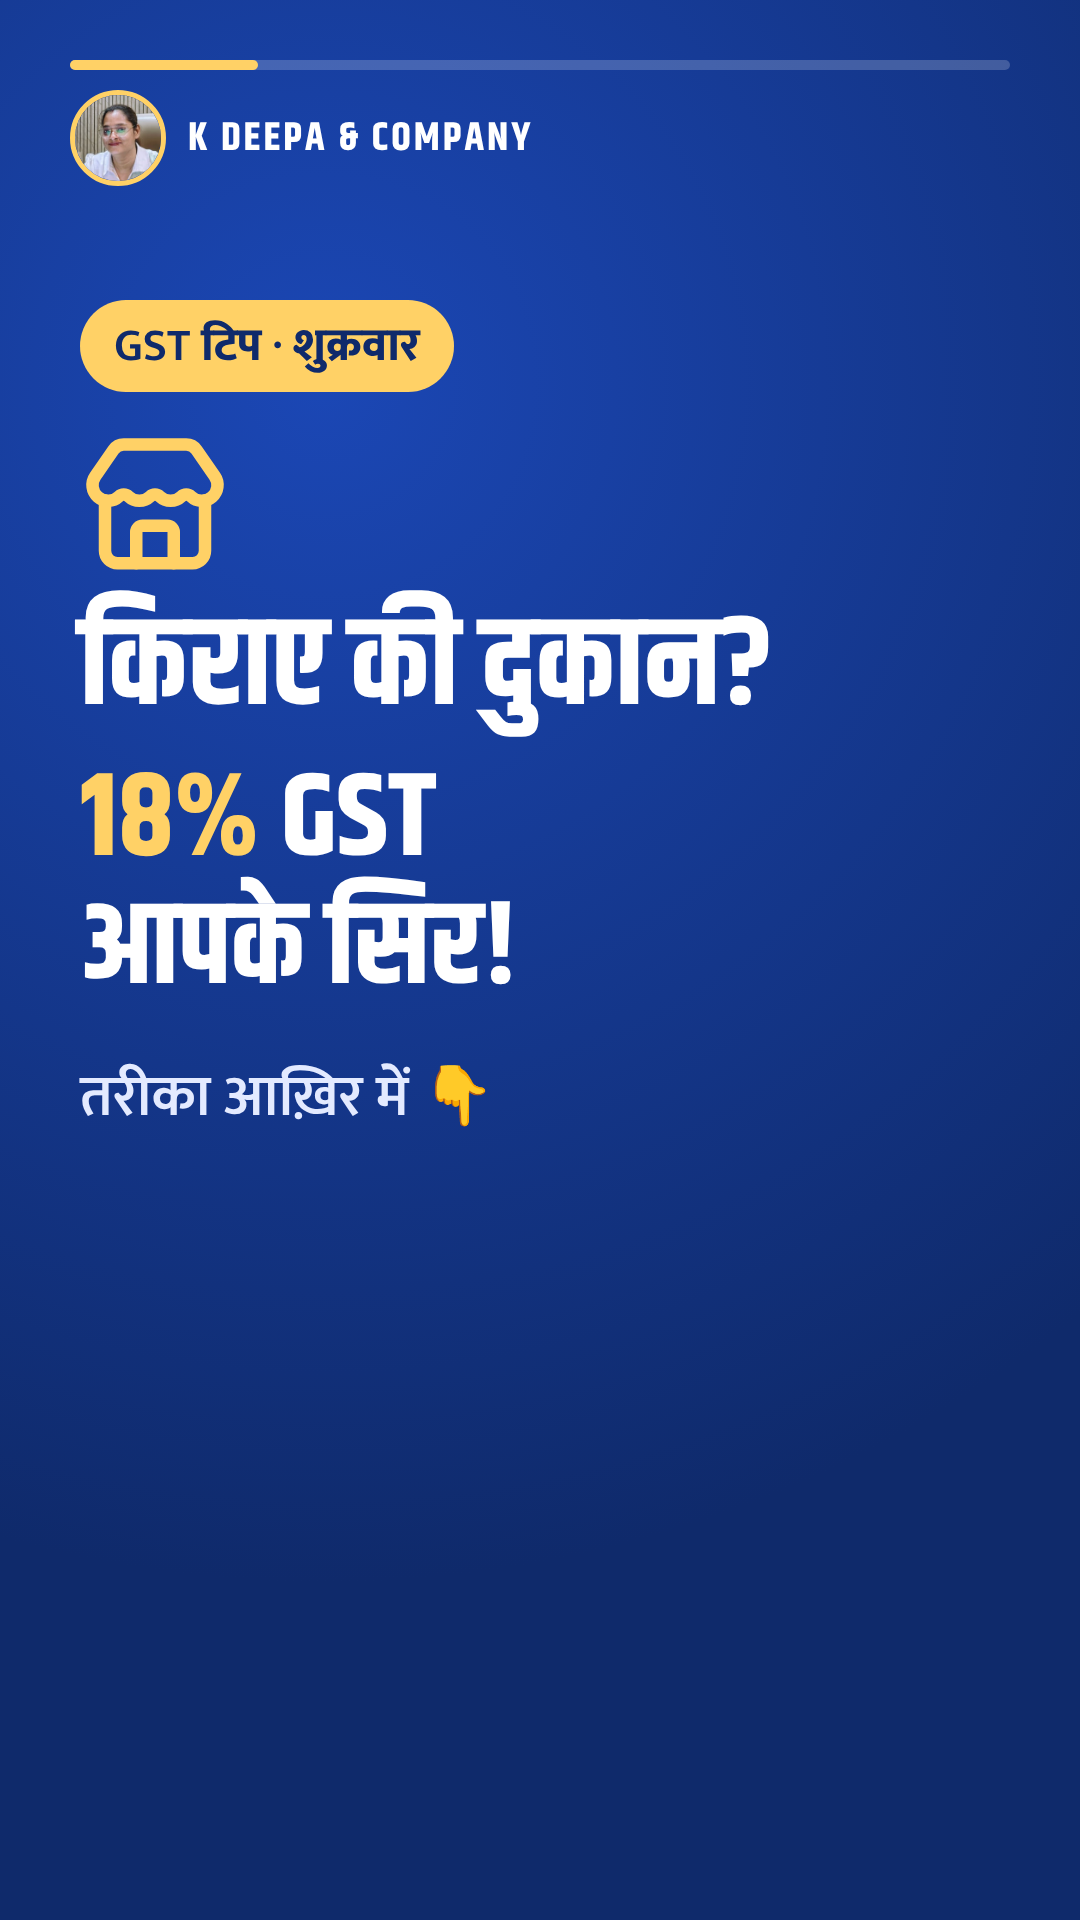 K DEEPA & COMPANY
GST टिप · शुक्रवार
किराए की दुकान?
18% GST
आपके सिर!
तरीका आख़िर में 👇